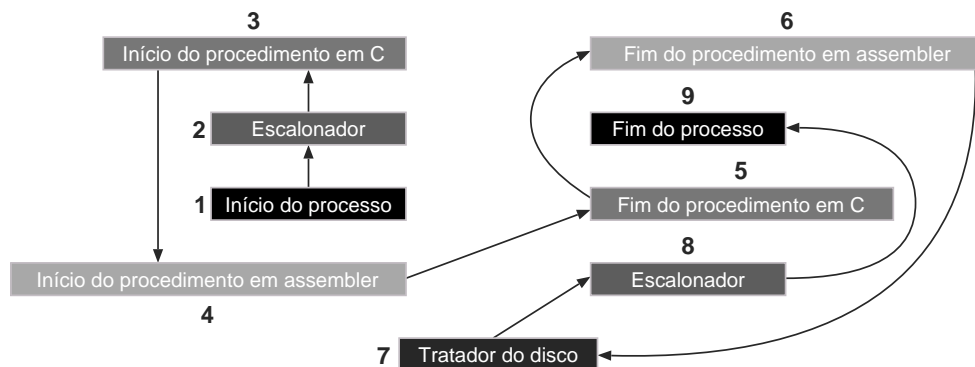 3
Início do procedimento em C
6
Fim do procedimento em assembler
2 Escalonador
9
Fim do processo
1 Início do processo
5
Fim do procedimento em C
Início do procedimento em assembler
4
8
Escalonador
7 Tratador do disco